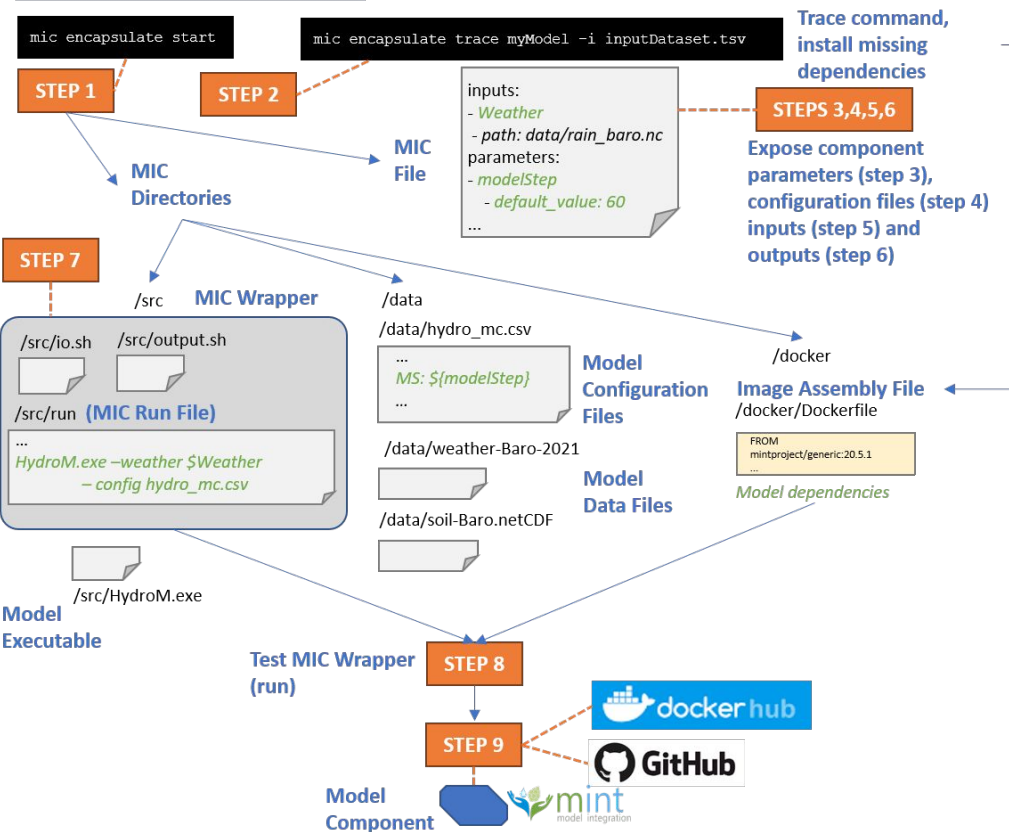 mic encapsulate start
mic encapsulate trace myModel -i inputDataset.tsv
Trace command,
install missing
dependencies
STEP 1
STEP 2
inputs:
- Weather
- path: data/rain_baro.nc
parameters:
- modelStep
- default_value: 60
...
STEPS 3,4,5,6
Expose component
parameters (step 3),
configuration files (step 4)
inputs (step 5) and
outputs (step 6)
MIC
File
MIC
Directories
STEP 7
/src
MIC Wrapper
/data
/docker
/src/io.sh
/src/output.sh
/src/run (MIC Run File)
...
HydroM.exe –weather $Weather
– config hydro_mc.csv
/data/hydro_mc.csv
...
MS: ${modelStep}
...
Model
Configuration
Files
/data/weather-Baro-2021
Model
Data Files
/data/soil-Baro.netCDF
Image Assembly File
/docker/Dockerfile
FROM
mintproject/generic:20.5.1
...
Model dependencies
/src/HydroM.exe
Model
Executable
Test MIC Wrapper
(run)
STEP 8
STEP 9
docker hub
GitHub
Model
Component
mint
model integration